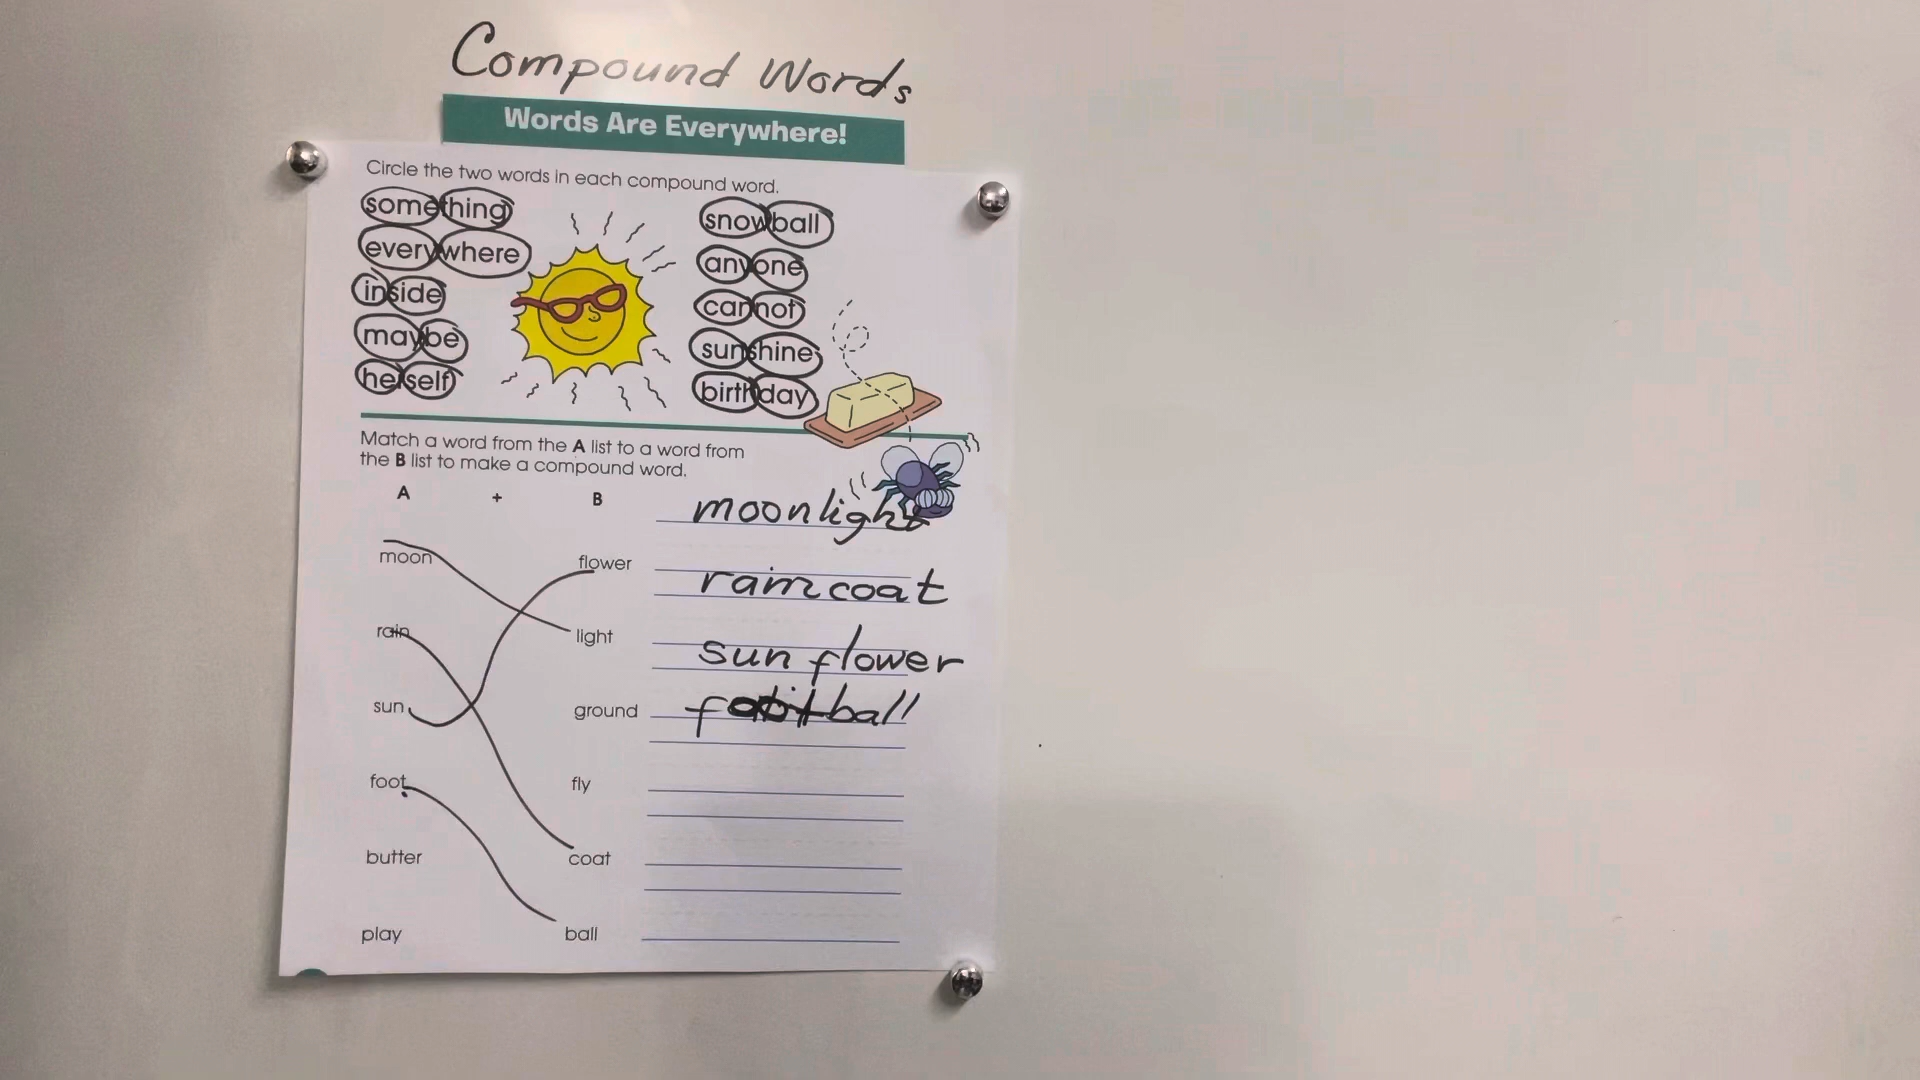 Compound Words
Words Are Everywhere!
Circle the two words in each compound word.
something
everywhere
inside
maybe
herself
snowball
anyone
cannot
sunshine
birthday
Match a word from the A list to a word from
the B list to make a compound word.
A + B
moon flower
rain light
sun ground
foot fly
butter coat
play ball
moonlight
raincoat
sun flower
football